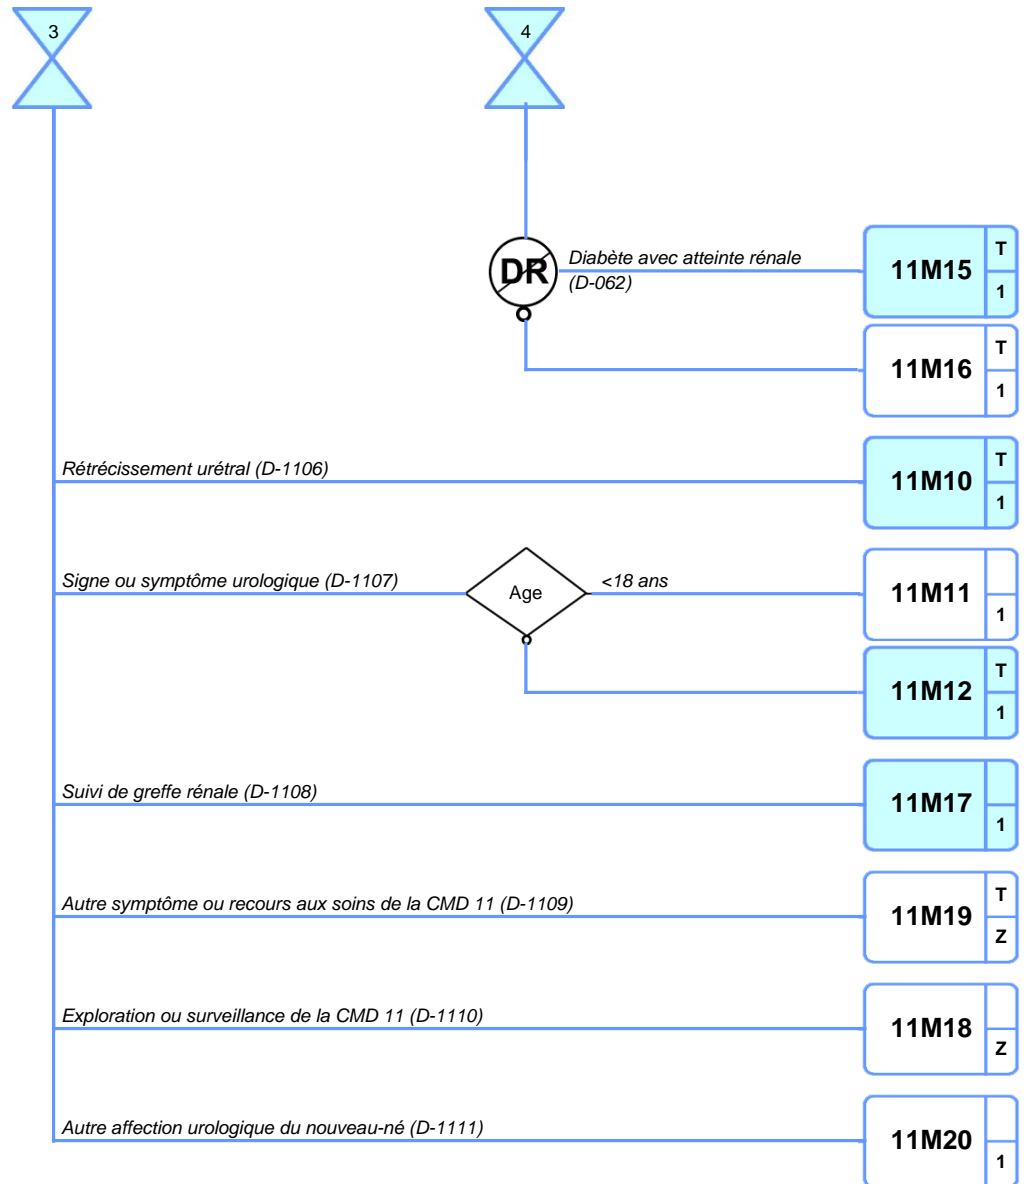 3
4
DR
Diabète avec atteinte rénale
(D-062)
11M15
T
1
11M16
T
1
Rétrécissement urétral (D-1106)
11M10
T
1
Signe ou symptôme urologique (D-1107)
Age
<18 ans
11M11
1
11M12
T
1
Suivi de greffe rénale (D-1108)
11M17
1
Autre symptôme ou recours aux soins de la CMD 11 (D-1109)
11M19
T
Z
Exploration ou surveillance de la CMD 11 (D-1110)
11M18
Z
Autre affection urologique du nouveau-né (D-1111)
11M20
1